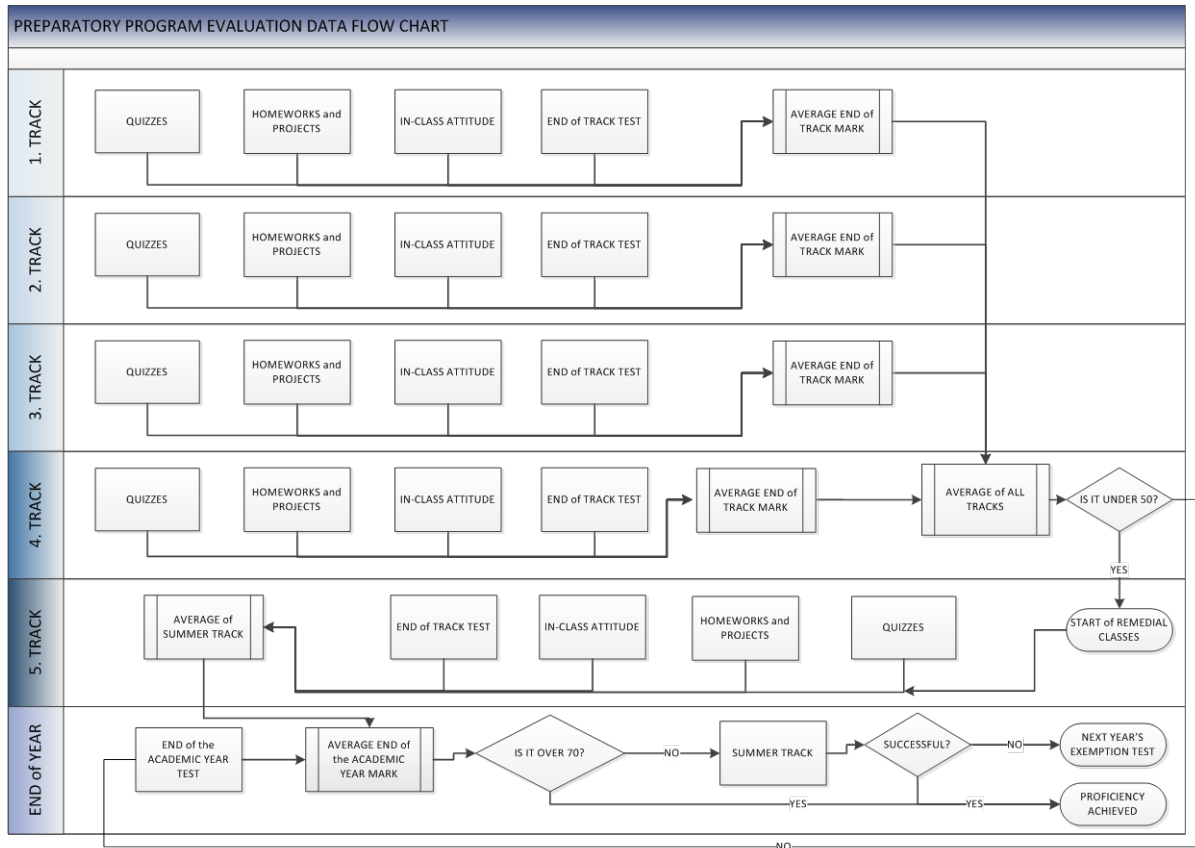 PREPARATORY PROGRAM EVALUATION DATA FLOW CHART
1. TRACK
QUIZZES
HOMEWORKS and
PROJECTS
IN-CLASS ATTITUDE
END of TRACK TEST
AVERAGE END of
TRACK MARK
2. TRACK
QUIZZES
HOMEWORKS and
PROJECTS
IN-CLASS ATTITUDE
END of TRACK TEST
AVERAGE END of
TRACK MARK
3. TRACK
QUIZZES
HOMEWORKS and
PROJECTS
IN-CLASS ATTITUDE
END of TRACK TEST
AVERAGE END of
TRACK MARK
4. TRACK
QUIZZES
HOMEWORKS and
PROJECTS
IN-CLASS ATTITUDE
END of TRACK TEST
AVERAGE END of
TRACK MARK
AVERAGE of ALL
TRACKS
IS IT UNDER 50?
YES
5. TRACK
AVERAGE of
SUMMER TRACK
END of TRACK TEST
IN-CLASS ATTITUDE
HOMEWORKS and
PROJECTS
QUIZZES
START of REMEDIAL
CLASSES
END of YEAR
END of the
ACADEMIC YEAR
TEST
AVERAGE END of
the ACADEMIC
YEAR MARK
IS IT OVER 70?
NO
SUMMER TRACK
SUCCESSFUL?
NO
NEXT YEAR'S
EXEMPTION TEST
YES
YES
PROFICIENCY
ACHIEVED
NO